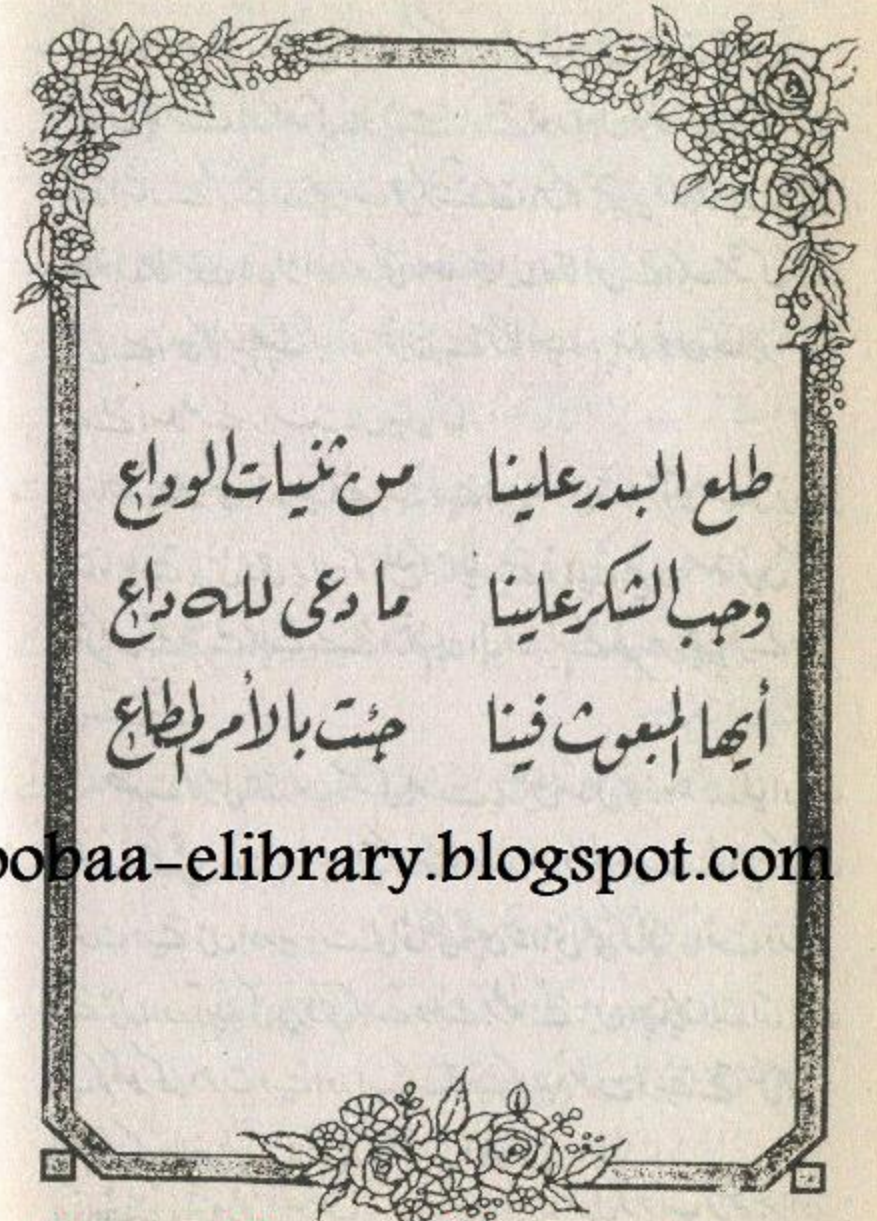 طلع البدر علينا من ثنيات الوداع
وجب الشكر علينا ما دعى لله داع
أيها المبعوث فينا جئت بالأمر المطاع
oobaa-elibrary.blogspot.com